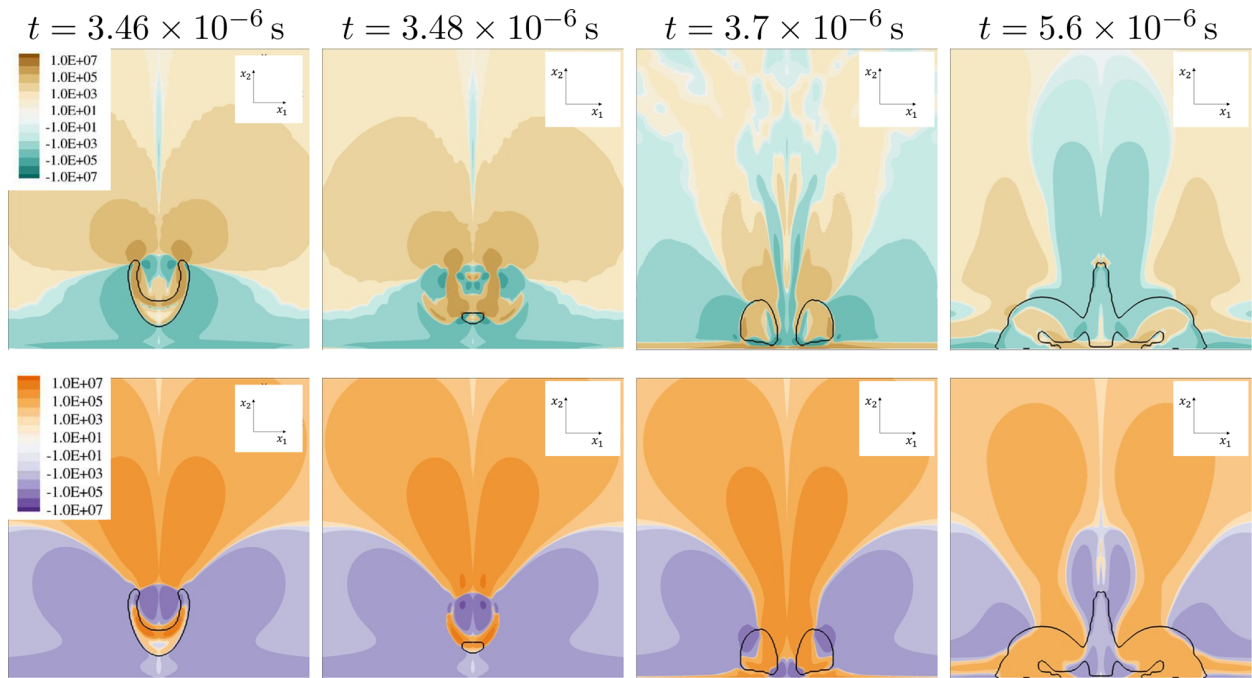 t = 3.46 × 10⁻⁶ s
t = 3.48 × 10⁻⁶ s
t = 3.7 × 10⁻⁶ s
t = 5.6 × 10⁻⁶ s
1.0E+07
1.0E+05
1.0E+03
1.0E+01
-1.0E+01
-1.0E+03
-1.0E+05
-1.0E+07
x₂
x₁
x₂
x₁
x₂
x₁
x₂
x₁
1.0E+07
1.0E+05
1.0E+03
1.0E+01
-1.0E+01
-1.0E+03
-1.0E+05
-1.0E+07
x₂
x₁
x₂
x₁
x₂
x₁
x₂
x₁